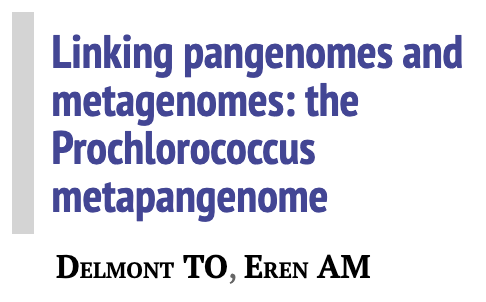 Linking pangenomes and
metagenomes: the
Prochlorococcus
metapangenome
Delmont TO, Eren AM